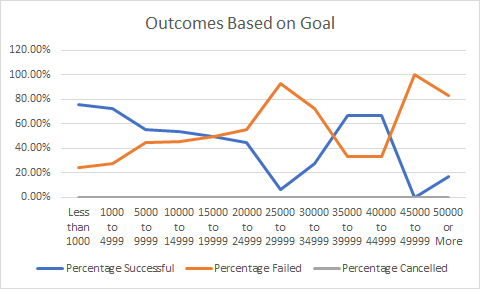 Outcomes Based on Goal
120.00%
100.00%
80.00%
60.00%
40.00%
20.00%
0.00%
Less than 1000
1000 to 4999
5000 to 9999
10000 to 14999
15000 to 19999
20000 to 24999
25000 to 29999
30000 to 34999
35000 to 39999
40000 to 44999
45000 to 49999
50000 or More
Percentage Successful
Percentage Failed
Percentage Cancelled